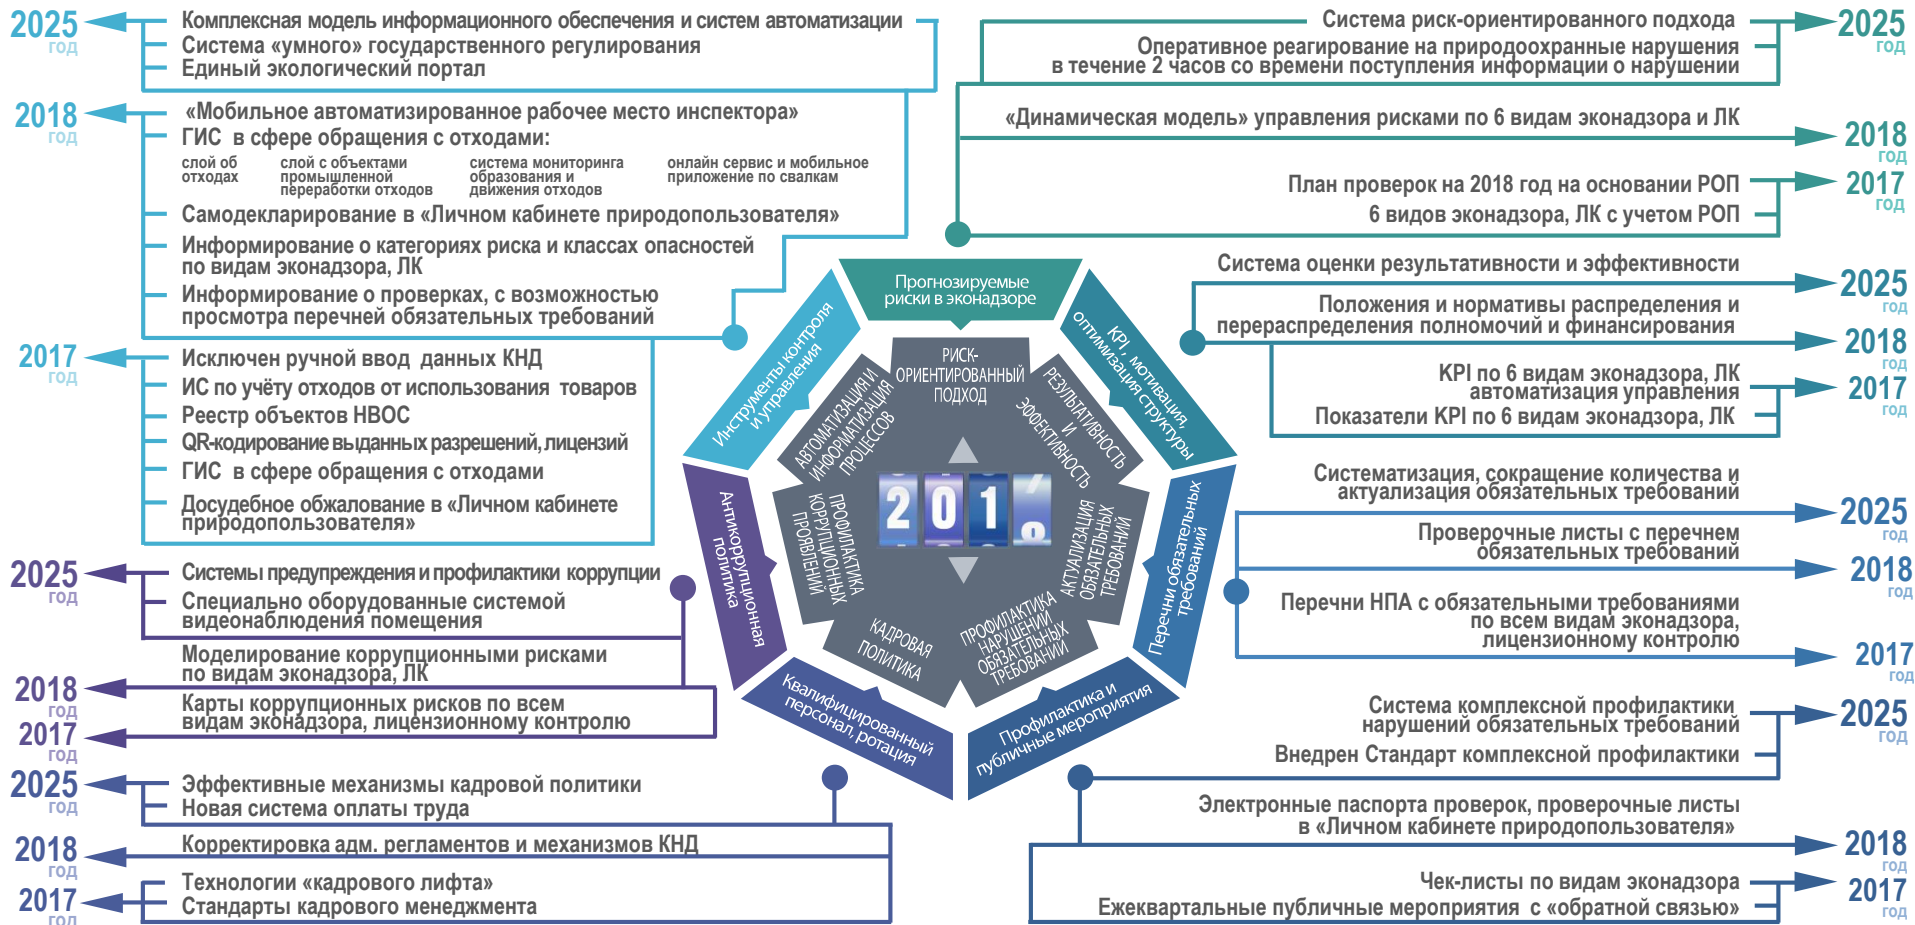 2025
год
Комплексная модель информационного обеспечения и систем автоматизации
Система «умного» государственного регулирования
Единый экологический портал
2018
год
«Мобильное автоматизированное рабочее место инспектора»
ГИС в сфере обращения с отходами:
слой об
отходах
слой с объектами
промышленной
переработки отходов
система мониторинга
образования и
движения отходов
онлайн сервис и мобильное
приложение по свалкам
Самодекларирование в «Личном кабинете природопользователя»
Информирование о категориях риска и классах опасностей
по видам эконадзора, ЛК
Информирование о проверках, с возможностью
просмотра перечней обязательных требований
2017
год
Исключен ручной ввод данных КНД
ИС по учёту отходов от использования товаров
Реестр объектов НВОС
QR-кодирование выданных разрешений, лицензий
ГИС в сфере обращения с отходами
Досудебное обжалование в «Личном кабинете
природопользователя»
2025
год
Системы предупреждения и профилактики коррупции
Специально оборудованные системой
видеонаблюдения помещения
Моделирование коррупционными рисками
по видам эконадзора, ЛК
2018
год
Карты коррупционных рисков по всем
видам эконадзора, лицензионному контролю
2017
год
2025
год
Эффективные механизмы кадровой политики
Новая система оплаты труда
Корректировка адм. регламентов и механизмов КНД
2018
год
Технологии «кадрового лифта»
Стандарты кадрового менеджмента
2017
год
Прогнозируемые
риски в эконадзоре
KPI, мотивация,
оптимизация структуры
Перечни обязательных
требований
Профилактика и
публичные мероприятия
Квалифицированный
персонал, ротация
Антикоррупционная
политика
Инструменты контроля
и управления
РИСК-
ОРИЕНТИРОВАННЫЙ
ПОДХОД
РЕЗУЛЬТАТИВНОСТЬ
И
ЭФФЕКТИВНОСТЬ
АКТУАЛИЗАЦИЯ
ОБЯЗАТЕЛЬНЫХ
ТРЕБОВАНИЙ
ПРОФИЛАКТИКА
НАРУШЕНИЙ
ОБЯЗАТЕЛЬНЫХ
ТРЕБОВАНИЙ
КАДРОВАЯ
ПОЛИТИКА
ПРОФИЛАКТИКА
КОРРУПЦИОННЫХ
ПРОЯВЛЕНИЙ
АВТОМАТИЗАЦИЯ И
ИНФОРМАТИЗАЦИЯ
ПРОЦЕССОВ
2 0 1 8
Система риск-ориентированного подхода
2025
год
Оперативное реагирование на природоохранные нарушения
в течение 2 часов со времени поступления информации о нарушении
«Динамическая модель» управления рисками по 6 видам эконадзора и ЛК
2018
год
План проверок на 2018 год на основании РОП
2017
год
6 видов эконадзора, ЛК с учетом РОП
Система оценки результативности и эффективности
2025
год
Положения и нормативы распределения и
перераспределения полномочий и финансирования
2018
год
KPI по 6 видам эконадзора, ЛК
автоматизация управления
2017
год
Показатели KPI по 6 видам эконадзора, ЛК
Систематизация, сокращение количества и
актуализация обязательных требований
2025
год
Проверочные листы с перечнем
обязательных требований
2018
год
Перечни НПА с обязательными требованиями
по всем видам эконадзора,
лицензионному контролю
2017
год
Система комплексной профилактики
нарушений обязательных требований
2025
год
Внедрен Стандарт комплексной профилактики
Электронные паспорта проверок, проверочные листы
в «Личном кабинете природопользователя»
2018
год
Чек-листы по видам эконадзора
2017
год
Ежеквартальные публичные мероприятия с «обратной связью»